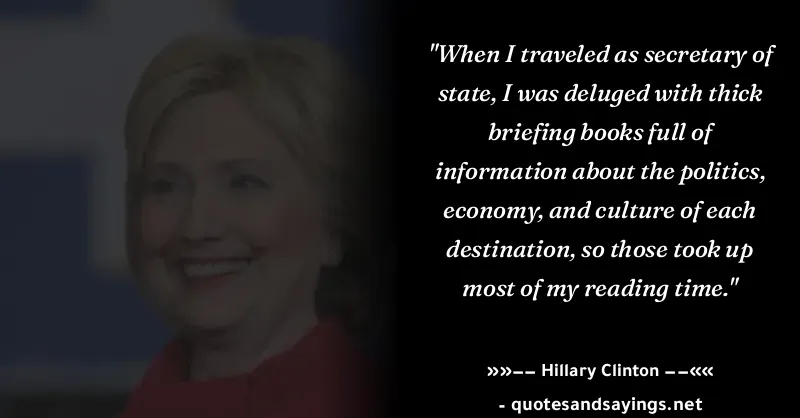 "When I traveled as secretary of
state, I was deluged with thick
briefing books full of
information about the politics,
economy, and culture of each
destination, so those took up
most of my reading time."
»»−− Hillary Clinton −−««
- quotesandsayings.net